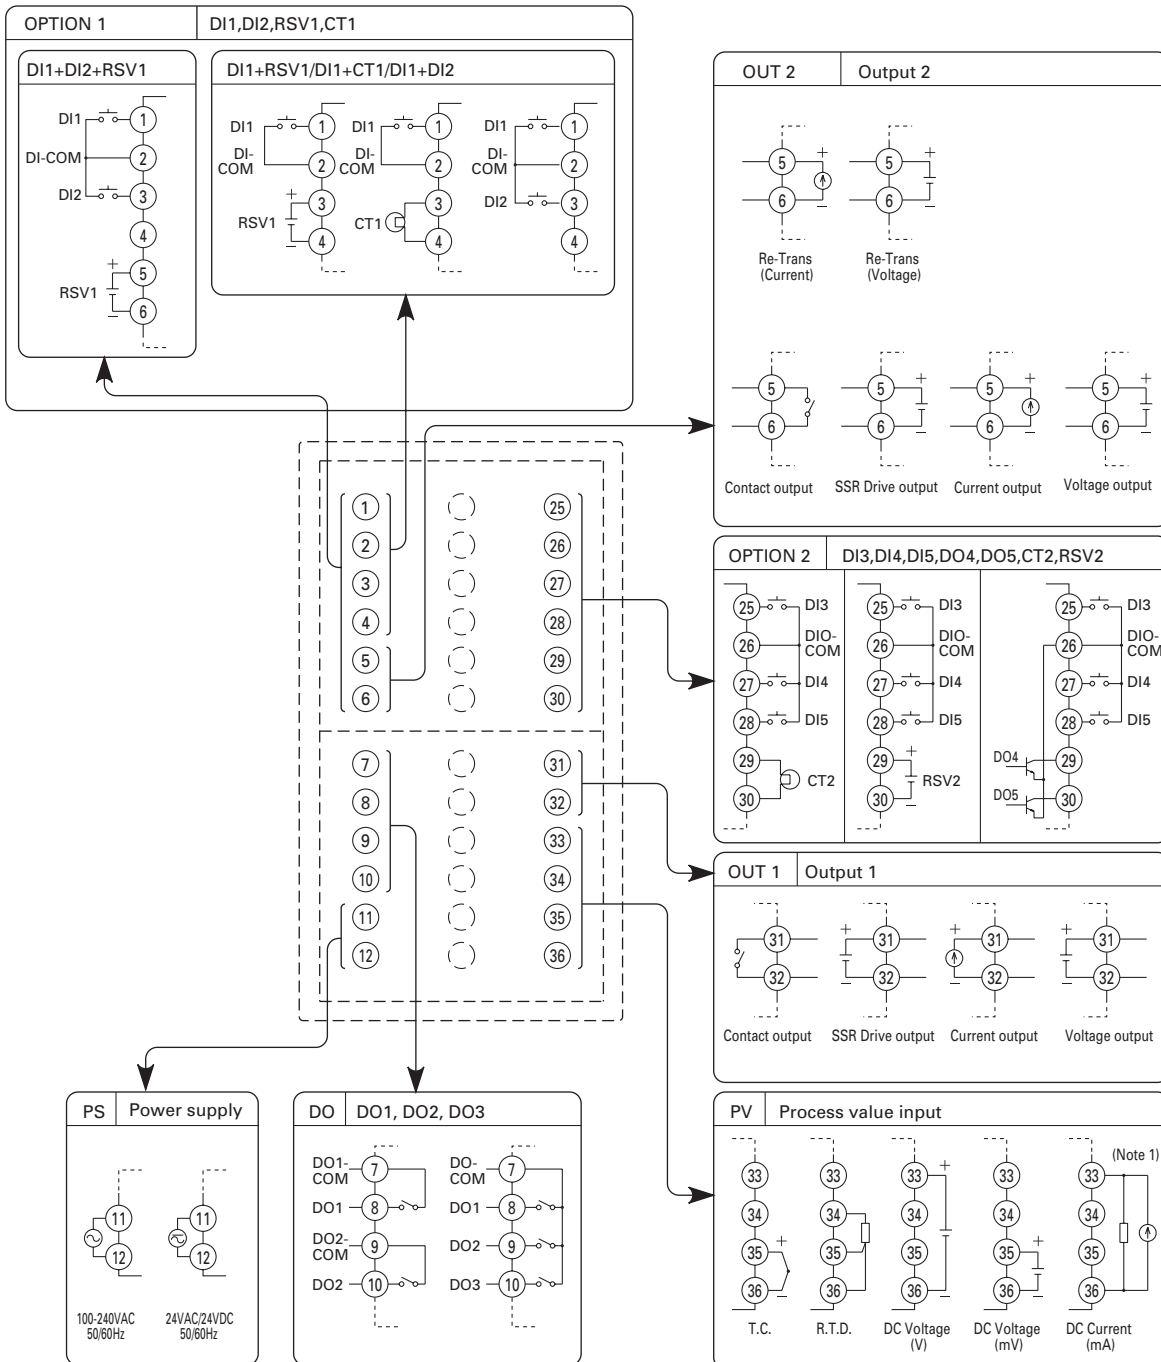 OPTION 1 DI1,DI2,RSV1,CT1
DI1+DI2+RSV1
DI1 1
DI-COM 2
DI2 3
4
+
5
RSV1
6
–
DI1+RSV1/DI1+CT1/DI1+DI2
DI1 1
DI-
COM 2
+
3
RSV1
4
–
DI1 1
DI-
COM 2
3
CT1
4
DI1 1
DI-
COM 2
DI2 3
4
OUT 2 Output 2
5 +
6 –
Re-Trans
(Current)
5 +
6 –
Re-Trans
(Voltage)
5
6
Contact output
5 +
6 –
SSR Drive output
5 +
6 –
Current output
5 +
6 –
Voltage output
1 25
2 26
3 27
4 28
5 29
6 30
7 31
8 32
9 33
10 34
11 35
12 36
OPTION 2 DI3,DI4,DI5,DO4,DO5,CT2,RSV2
25 DI3
26 DIO-
COM
27 DI4
28 DI5
29
CT2
30
25 DI3
26 DIO-
COM
27 DI4
28 DI5
29 +
RSV2
30 –
25 DI3
26 DIO-
COM
27 DI4
28 DI5
DO4 29
DO5 30
OUT 1 Output 1
31
32
Contact output
+ 31
– 32
SSR Drive output
+ 31
– 32
Current output
+ 31
– 32
Voltage output
PS Power supply
11
12
100-240VAC
50/60Hz
11
12
24VAC/24VDC
50/60Hz
DO DO1, DO2, DO3
DO1-
COM 7
DO1 8
DO2-
COM 9
DO2 10
DO-
COM 7
DO1 8
DO2 9
DO3 10
PV Process value input
33
34
35 +
36 –
T.C.
33
34
35
36
R.T.D.
33 +
34
35
36 –
DC Voltage
(V)
33
34
35 +
36 –
DC Voltage
(mV)
(Note 1)
33
34
35
36
DC Current
(mA)